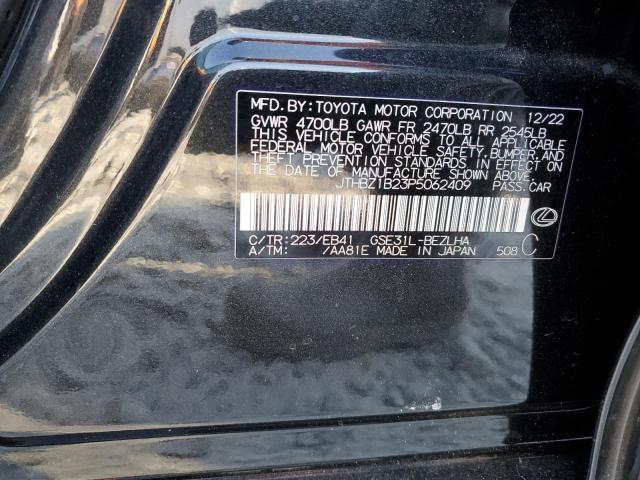 MFD. BY: TOYOTA MOTOR CORPORATION 12/22
GVWR 4700LB GAWR FR 2470LB RR 2545LB
THIS VEHICLE CONFORMS TO ALL APPLICABLE
FEDERAL MOTOR VEHICLE SAFETY, BUMPER, AND
THEFT PREVENTION STANDARDS IN EFFECT ON
THE DATE OF MANUFACTURE SHOWN ABOVE.
JTHBZ1B23P5062409 PASS.CAR
C/TR: 223/EB41 GSE31L-BEZLHA
A/TM: /AA81E MADE IN JAPAN 508 C